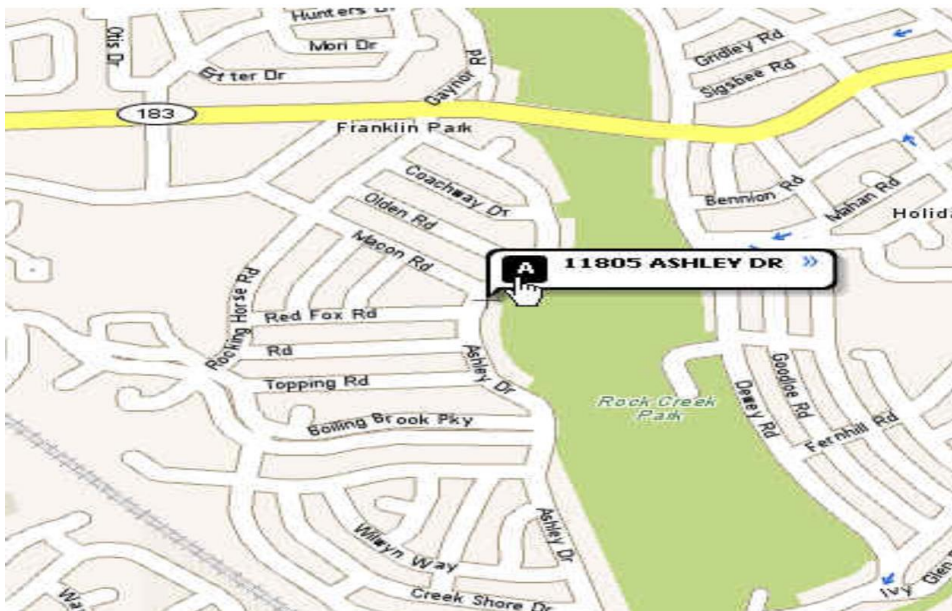 Hunters Dr
Otis Dr
Mori Dr
Gridley Rd
Sigsbee Rd
Gaynor Rd
183
Franklin Park
Coachway Dr
Bennion Rd
Mahan Rd
Olden Rd
Holid
Macon Rd
A 11805 ASHLEY DR »
Rocking Horse Rd
Red Fox Rd
Rd
Ashley Dr
Topping Rd
Goodloe Rd
Dewey Rd
Rock Creek
Park
Boiling Brook Pky
Fernhill Rd
Ashley Dr
Wilwyn Way
Ivy
Glen
Creek Shore Dr